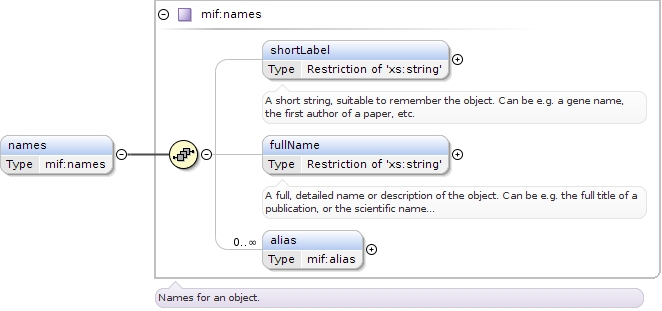 mif:names
shortLabel
Type Restriction of 'xs:string'
A short string, suitable to remember the object. Can be e.g. a gene name,
the first author of a paper, etc.
names
Type mif:names
fullName
Type Restriction of 'xs:string'
A full, detailed name or description of the object. Can be e.g. the full title of a
publication, or the scientific name...
0..∞
alias
Type mif:alias
Names for an object.